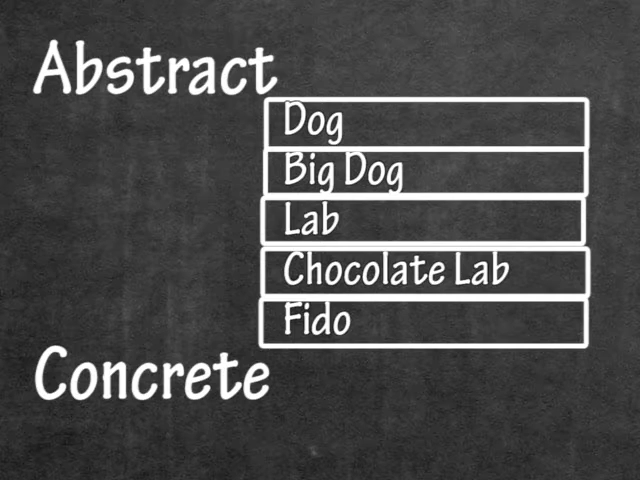 Abstract
Dog
Big Dog
Lab
Chocolate Lab
Fido
Concrete